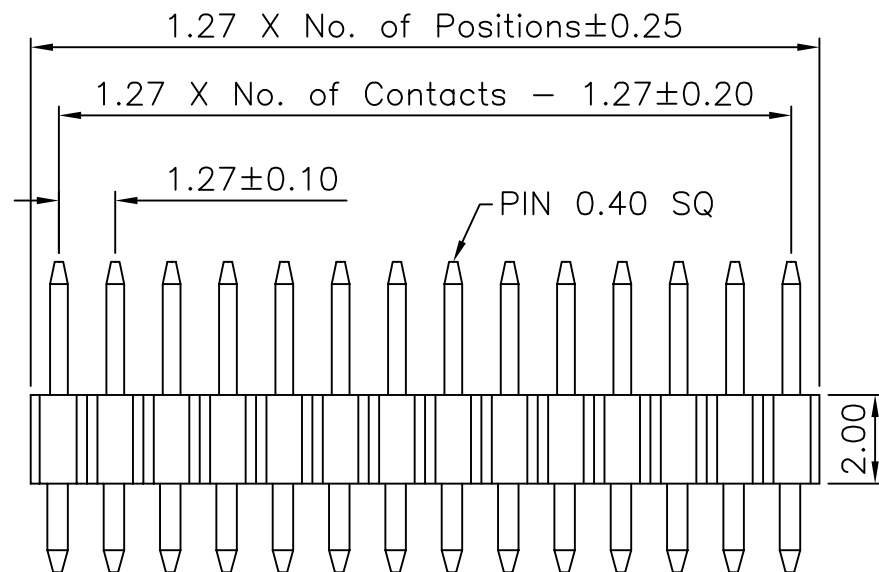 1.27 X No. of Positions±0.25
1.27 X No. of Contacts - 1.27±0.20
1.27±0.10
PIN 0.40 SQ
2.00